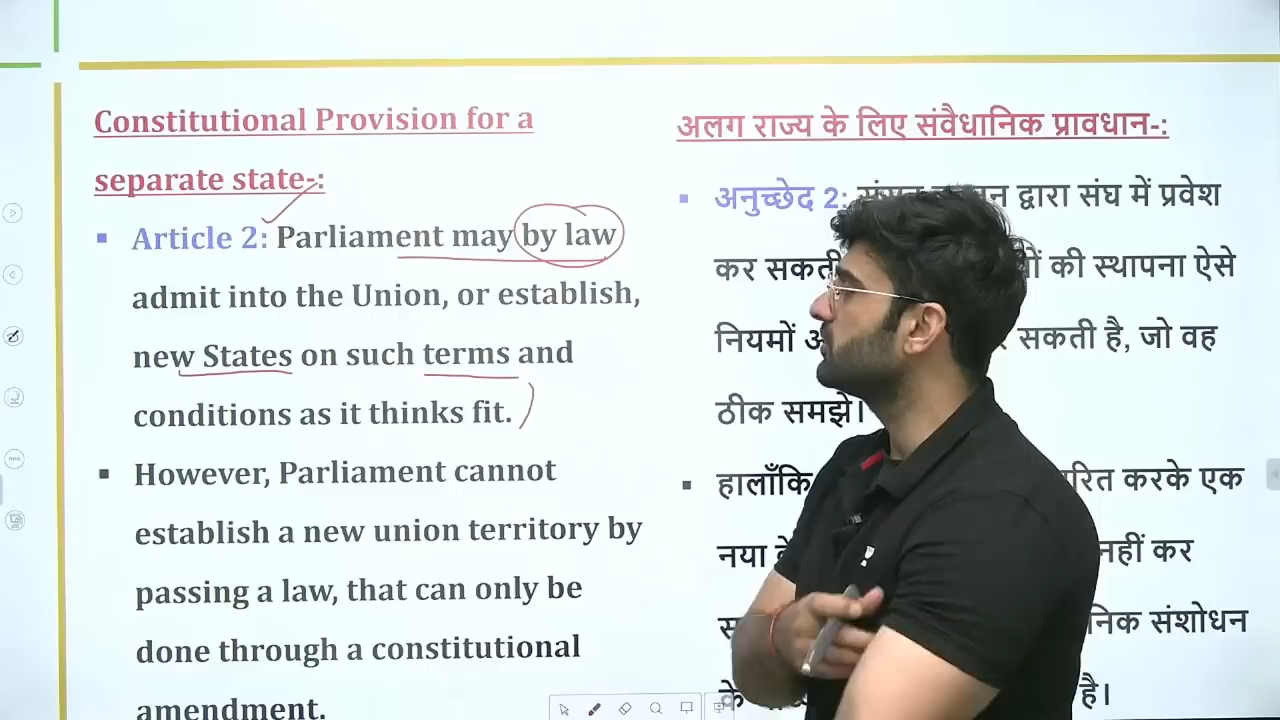 Constitutional Provision for a
separate state-:
Article 2: Parliament may by law
admit into the Union, or establish,
new States on such terms and
conditions as it thinks fit.
However, Parliament cannot
establish a new union territory by
passing a law, that can only be
done through a constitutional
amendment.
अलग राज्य के लिए संवैधानिक प्रावधान-:
अनुच्छेद 2: द्वारा संघ में प्रवेश
कर की स्थापना ऐसे
नियमों सकती है, जो वह
ठीक समझे।
हालाँकि करके एक
नया नहीं कर
संशोधन
है।